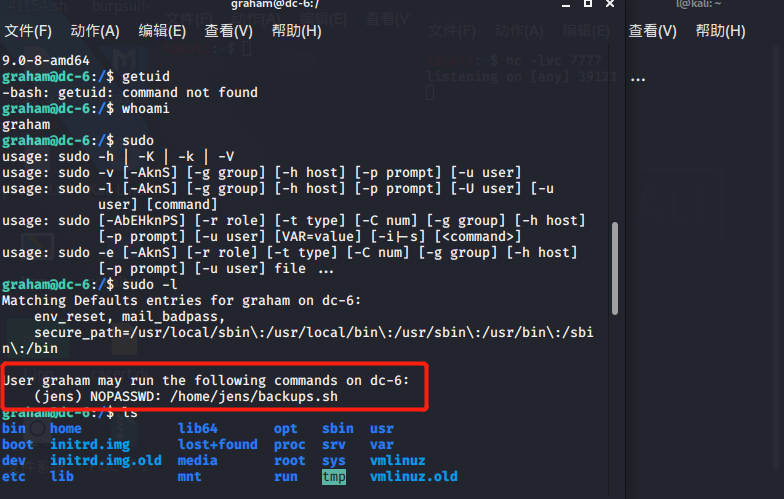 graham@dc-6:/
l@kali: ~
文件(F) 动作(A) 编辑(E) 查看(V) 帮助(H)
查看(V) 帮助(H)
9.0-8-amd64
graham@dc-6:/$ getuid
-bash: getuid: command not found
graham@dc-6:/$ whoami
graham
graham@dc-6:/$ sudo
usage: sudo -h | -K | -k | -V
usage: sudo -v [-AknS] [-g group] [-h host] [-p prompt] [-u user]
usage: sudo -l [-AknS] [-g group] [-h host] [-p prompt] [-U user] [-u
user] [command]
usage: sudo [-AbEHknPS] [-r role] [-t type] [-C num] [-g group] [-h host]
[-p prompt] [-u user] [VAR=value] [-i|-s] [<command>]
usage: sudo -e [-AknS] [-r role] [-t type] [-C num] [-g group] [-h host]
[-p prompt] [-u user] file ...
graham@dc-6:/$ sudo -l
Matching Defaults entries for graham on dc-6:
env_reset, mail_badpass,
secure_path=/usr/local/sbin\:/usr/local/bin\:/usr/sbin\:/usr/bin\:/sbi
n\:/bin
User graham may run the following commands on dc-6:
(jens) NOPASSWD: /home/jens/backups.sh
graham@dc-6:/$ ls
bin home lib64 opt sbin usr
boot initrd.img lost+found proc srv var
dev initrd.img.old media root sys vmlinuz
etc lib mnt run tmp vmlinuz.old
nc -lvc 7777
listening on [any] 39121 ...